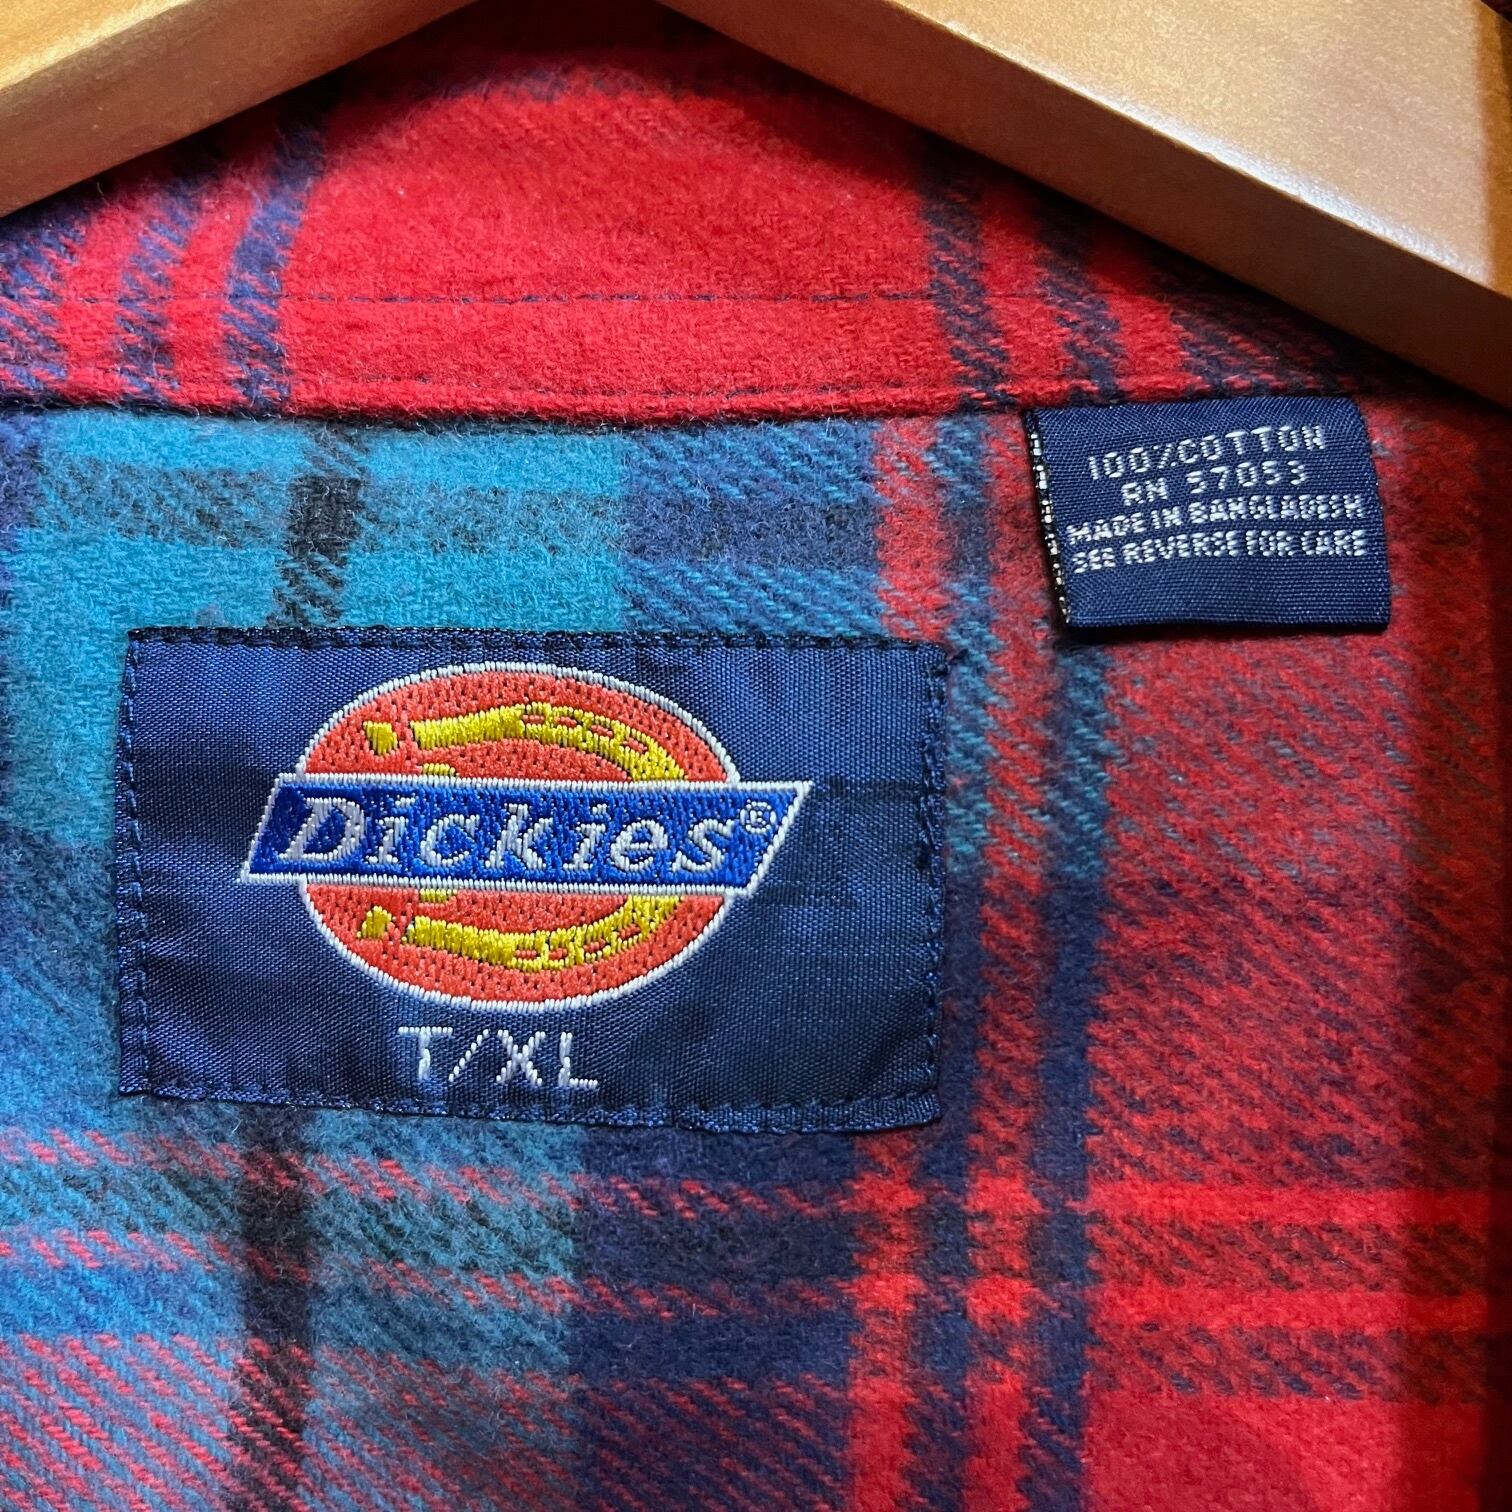 100%COTTON
RN 57053
MADE IN BANGLADESH
SEE REVERSE FOR CARE
Dickies®
T/XL